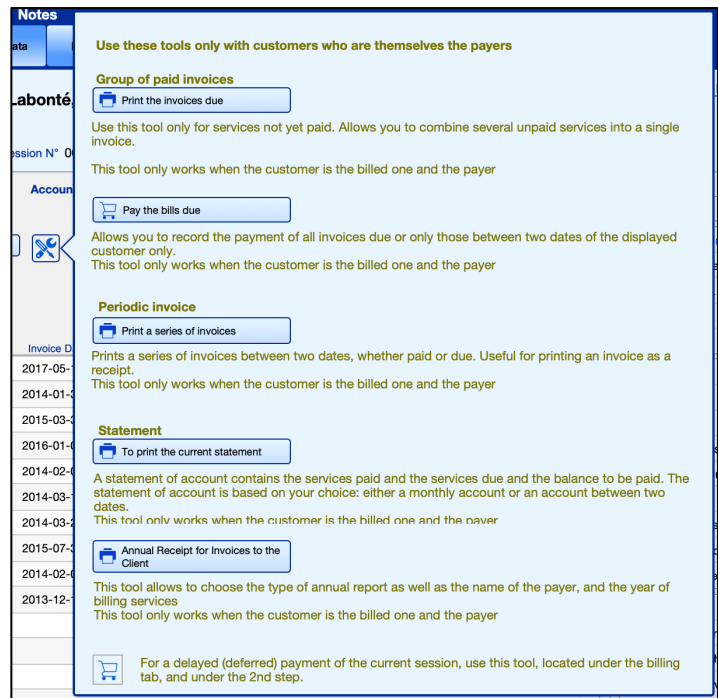 Notes
ata
Use these tools only with customers who are themselves the payers
Labonté,
Group of paid invoices
Print the invoices due
Use this tool only for services not yet paid. Allows you to combine several unpaid services into a single
invoice.
ession N° 0
This tool only works when the customer is the billed one and the payer
Accoun
Pay the bills due
Allows you to record the payment of all invoices due or only those between two dates of the displayed
customer only.
This tool only works when the customer is the billed one and the payer
Periodic invoice
Print a series of invoices
Invoice D
Prints a series of invoices between two dates, whether paid or due. Useful for printing an invoice as a
receipt.
This tool only works when the customer is the billed one and the payer
2017-05-1
2014-01-3
2015-03-3
2016-01-0
2014-02-0
2014-03-1
2014-03-2
2015-07-3
2014-02-0
2013-12-1
Statement
To print the current statement
A statement of account contains the services paid and the services due and the balance to be paid. The
statement of account is based on your choice: either a monthly account or an account between two
dates.
This tool only works when the customer is the billed one and the payer
Annual Receipt for Invoices to the
Client
This tool allows to choose the type of annual report as well as the name of the payer, and the year of
billing services
This tool only works when the customer is the billed one and the payer
For a delayed (deferred) payment of the current session, use this tool, located under the billing
tab, and under the 2nd step.